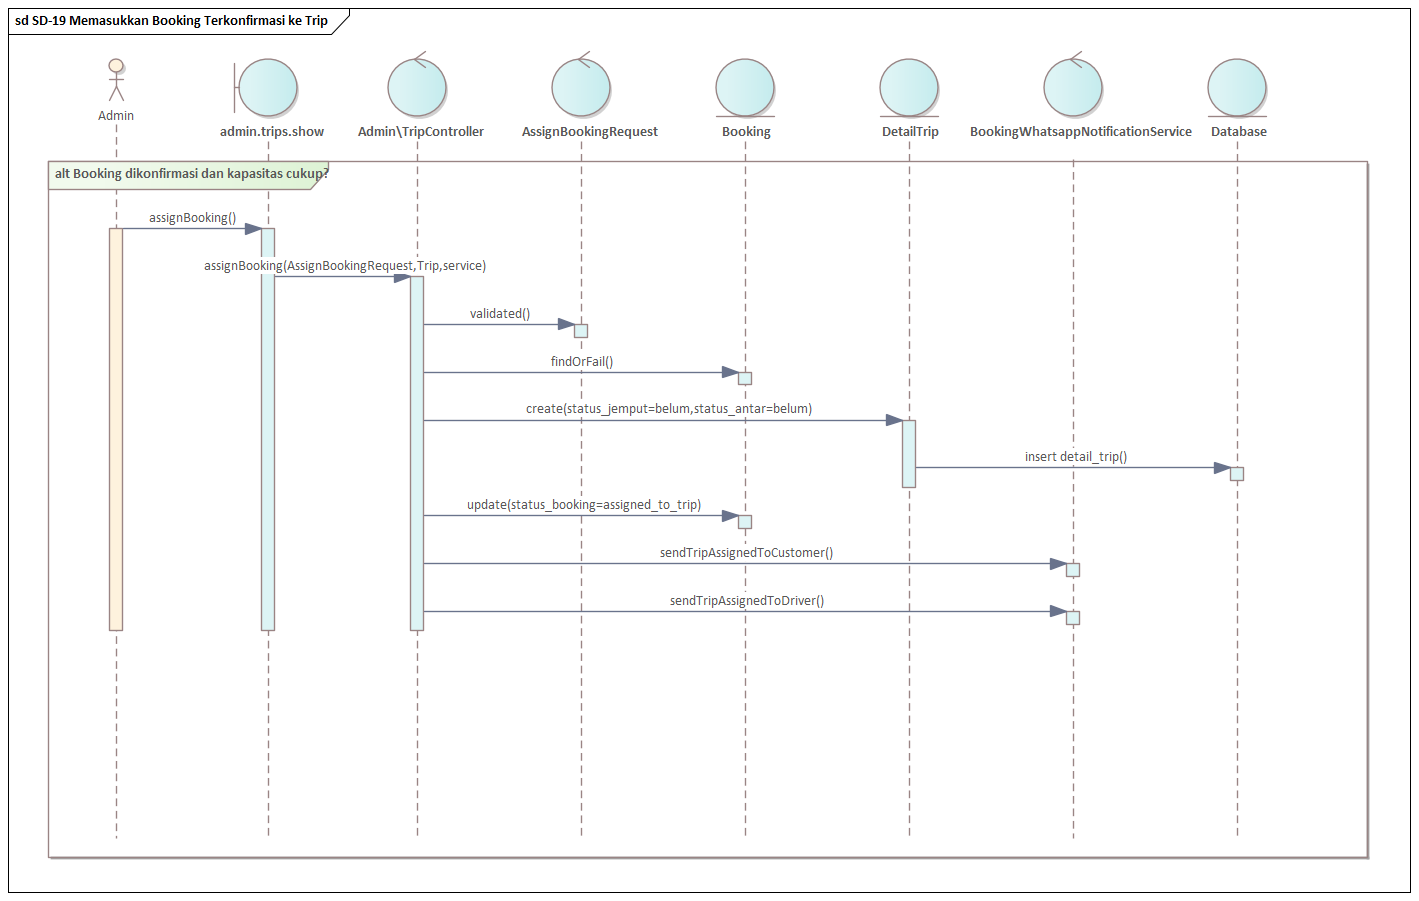 sd SD-19 Memasukkan Booking Terkonfirmasi ke Trip
Admin
admin.trips.show
Admin\TripController
AssignBookingRequest
Booking
DetailTrip
BookingWhatsappNotificationService
Database
alt Booking dikonfirmasi dan kapasitas cukup?
assignBooking()
assignBooking(AssignBookingRequest,Trip,service)
validated()
findOrFail()
create(status_jemput=belum,status_antar=belum)
insert detail_trip()
update(status_booking=assigned_to_trip)
sendTripAssignedToCustomer()
sendTripAssignedToDriver()